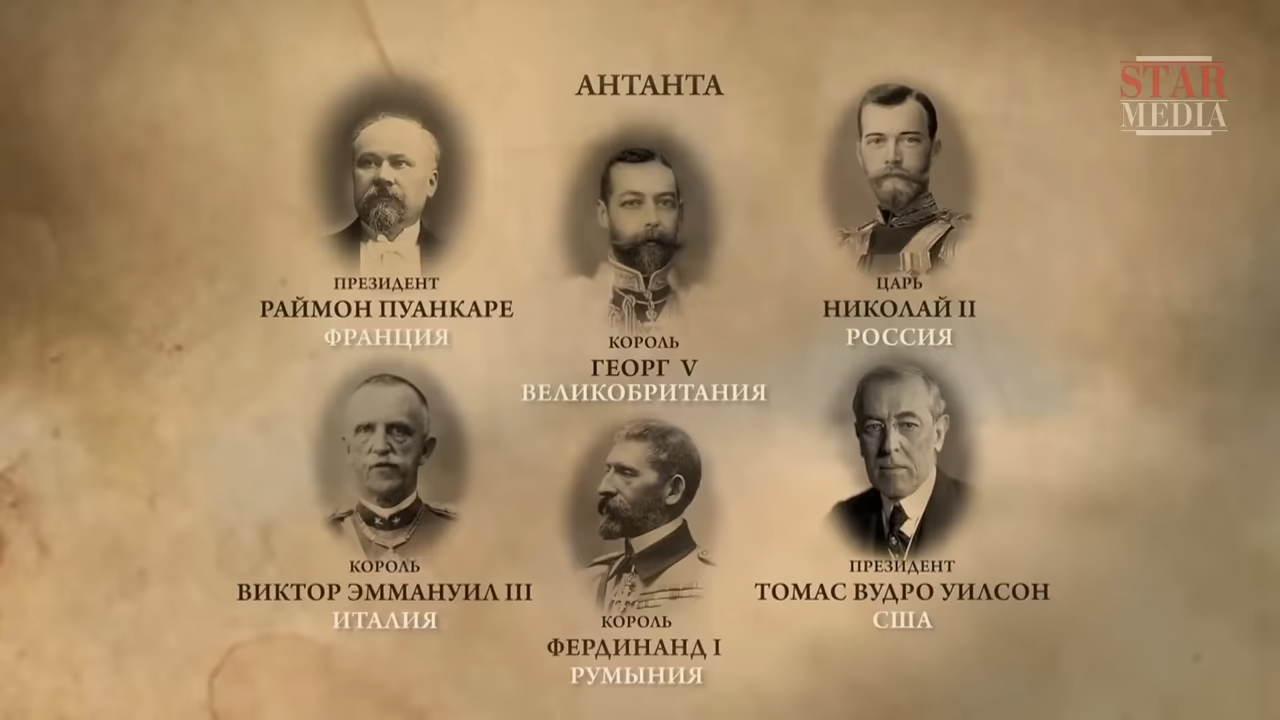 АНТАНТА
STAR
MEDIA
ПРЕЗИДЕНТ
РАЙМОН ПУАНКАРЕ
ФРАНЦИЯ
КОРОЛЬ
ГЕОРГ V
ВЕЛИКОБРИТАНИЯ
ЦАРЬ
НИКОЛАЙ II
РОССИЯ
КОРОЛЬ
ВИКТОР ЭММАНУИЛ III
ИТАЛИЯ
КОРОЛЬ
ФЕРДИНАНД I
РУМЫНИЯ
ПРЕЗИДЕНТ
ТОМАС ВУДРО УИЛСОН
США